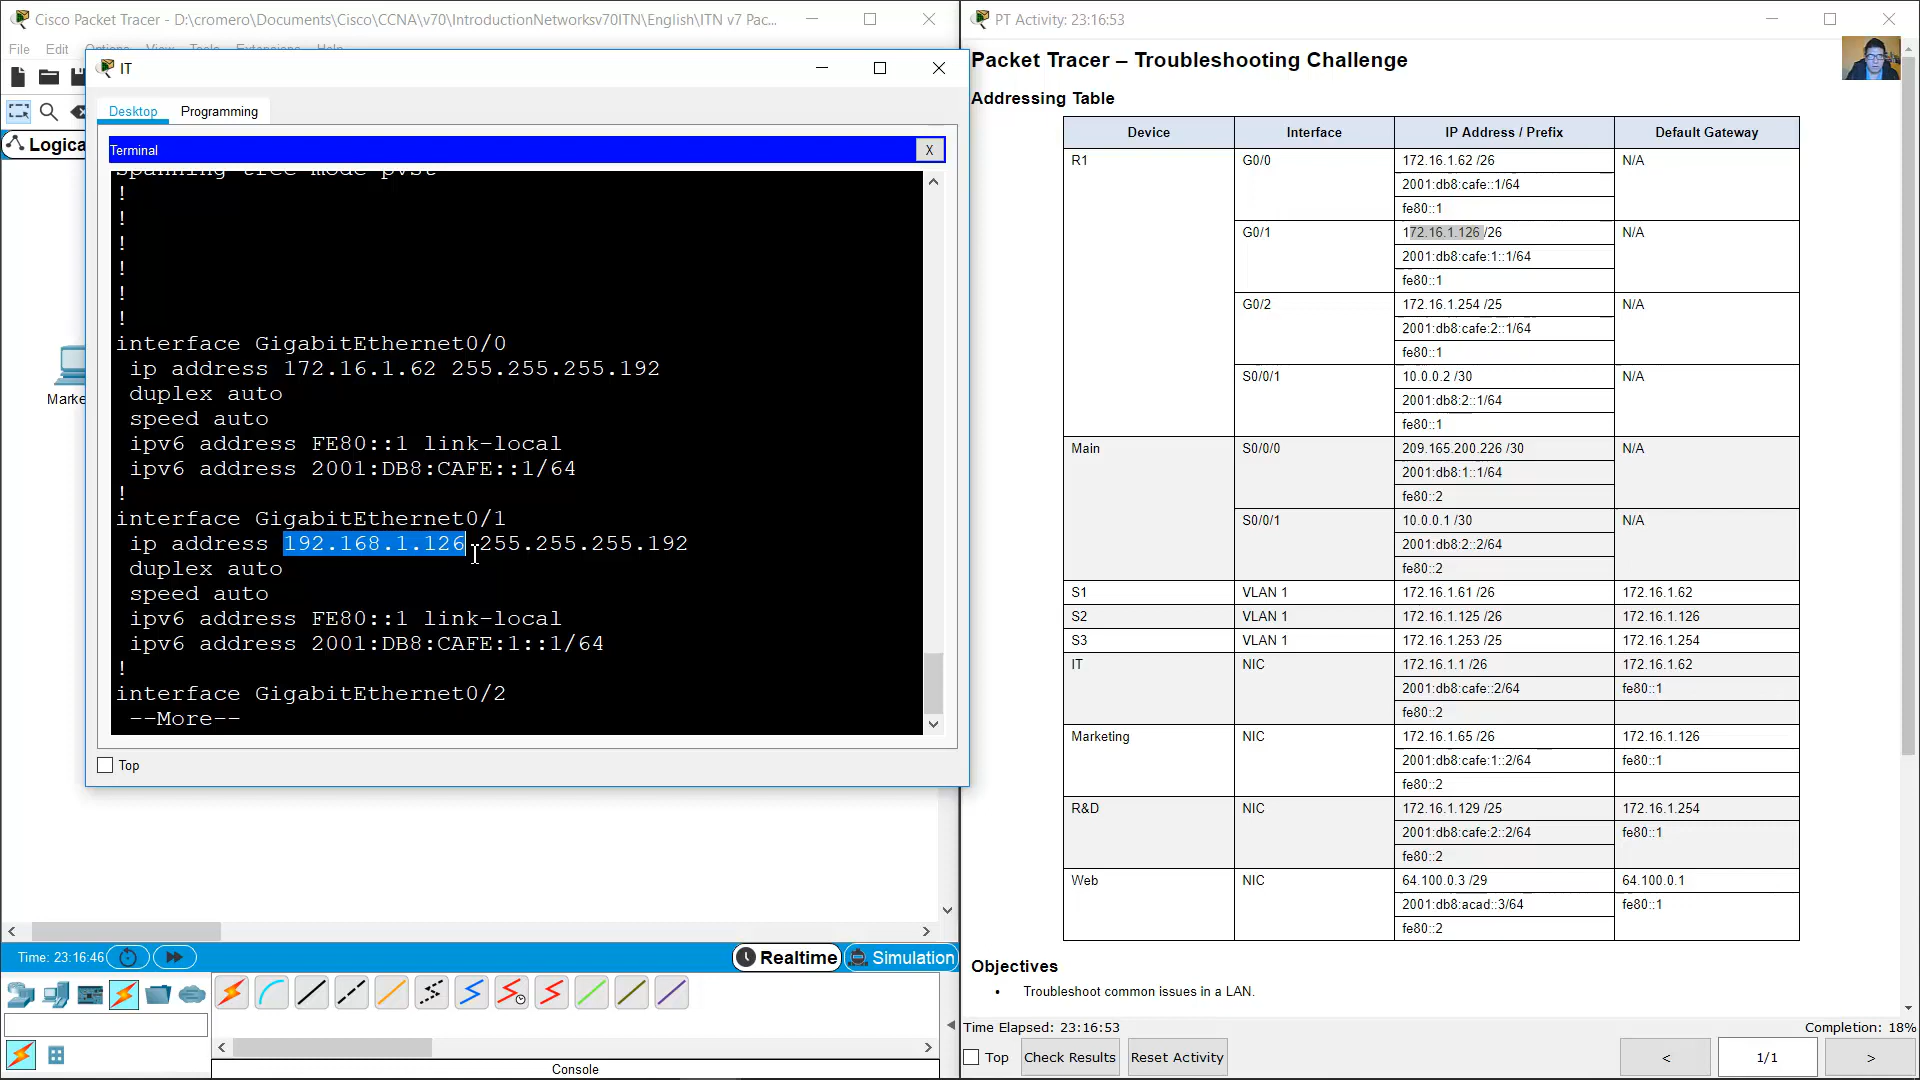 Cisco Packet Tracer - D:\cromero\Documents\Cisco\CCNA\v70\IntroductionNetworksv70ITN\English\ITN v7 Pac...
File Edit Options View Tools Extensions Help
Logica
Marke
IT
Desktop Programming
Terminal X
spanning-tree mode pvst
!
!
!
!
!
!
interface GigabitEthernet0/0
ip address 172.16.1.62 255.255.255.192
duplex auto
speed auto
ipv6 address FE80::1 link-local
ipv6 address 2001:DB8:CAFE::1/64
!
interface GigabitEthernet0/1
ip address 192.168.1.126 255.255.255.192
duplex auto
speed auto
ipv6 address FE80::1 link-local
ipv6 address 2001:DB8:CAFE:1::1/64
!
interface GigabitEthernet0/2
--More--
Top
Time: 23:16:46
Realtime Simulation
Console
PT Activity: 23:16:53
Packet Tracer – Troubleshooting Challenge
Addressing Table
Device Interface IP Address / Prefix Default Gateway
R1 G0/0 172.16.1.62 /26 N/A
2001:db8:cafe::1/64
fe80::1
G0/1 172.16.1.126 /26 N/A
2001:db8:cafe:1::1/64
fe80::1
G0/2 172.16.1.254 /25 N/A
2001:db8:cafe:2::1/64
fe80::1
S0/0/1 10.0.0.2 /30 N/A
2001:db8:2::1/64
fe80::1
Main S0/0/0 209.165.200.226 /30 N/A
2001:db8:1::1/64
fe80::2
S0/0/1 10.0.0.1 /30 N/A
2001:db8:2::2/64
fe80::2
S1 VLAN 1 172.16.1.61 /26 172.16.1.62
S2 VLAN 1 172.16.1.125 /26 172.16.1.126
S3 VLAN 1 172.16.1.253 /25 172.16.1.254
IT NIC 172.16.1.1 /26 172.16.1.62
2001:db8:cafe::2/64 fe80::1
fe80::2
Marketing NIC 172.16.1.65 /26 172.16.1.126
2001:db8:cafe:1::2/64 fe80::1
fe80::2
R&D NIC 172.16.1.129 /25 172.16.1.254
2001:db8:cafe:2::2/64 fe80::1
fe80::2
Web NIC 64.100.0.3 /29 64.100.0.1
2001:db8:acad::3/64 fe80::1
fe80::2
Objectives
• Troubleshoot common issues in a LAN.
Time Elapsed: 23:16:53 Completion: 18%
Top Check Results Reset Activity < 1/1 >